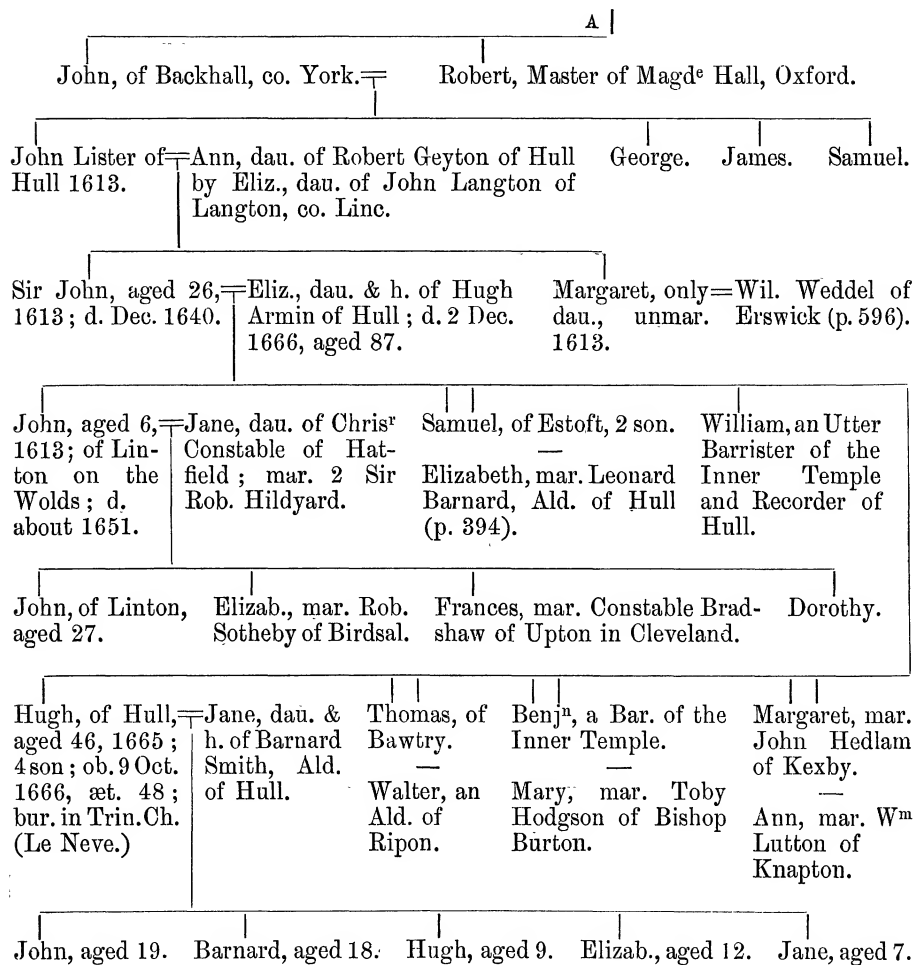 A
John, of Backhall, co. York.
Robert, Master of Magdᵉ Hall, Oxford.
John Lister of
Hull 1613.
Ann, dau. of Robert Geyton of Hull
by Eliz., dau. of John Langton of
Langton, co. Linc.
George.
James.
Samuel.
Sir John, aged 26,
1613; d. Dec. 1640.
Eliz., dau. & h. of Hugh
Armin of Hull; d. 2 Dec.
1666, aged 87.
Margaret, only
dau., unmar.
1613.
Wil. Weddel of
Erswick (p. 596).
John, aged 6,
1613; of Lin-
ton on the
Wolds; d.
about 1651.
Jane, dau. of Chrisʳ
Constable of Hat-
field; mar. 2 Sir
Rob. Hildyard.
Samuel, of Estoft, 2 son.
—
Elizabeth, mar. Leonard
Barnard, Ald. of Hull
(p. 394).
William, an Utter
Barrister of the
Inner Temple
and Recorder of
Hull.
John, of Linton,
aged 27.
Elizab., mar. Rob.
Sotheby of Birdsal.
Frances, mar. Constable Brad-
shaw of Upton in Cleveland.
Dorothy.
Hugh, of Hull,
aged 46, 1665;
4 son; ob. 9 Oct.
1666, æt. 48;
bur. in Trin. Ch.
(Le Neve.)
Jane, dau. &
h. of Barnard
Smith, Ald.
of Hull.
Thomas, of
Bawtry.
—
Walter, an
Ald. of
Ripon.
Benjⁿ, a Bar. of the
Inner Temple.
—
Mary, mar. Toby
Hodgson of Bishop
Burton.
Margaret, mar.
John Hedlam
of Kexby.
—
Ann, mar. Wᵐ
Lutton of
Knapton.
John, aged 19.
Barnard, aged 18.
Hugh, aged 9.
Elizab., aged 12.
Jane, aged 7.